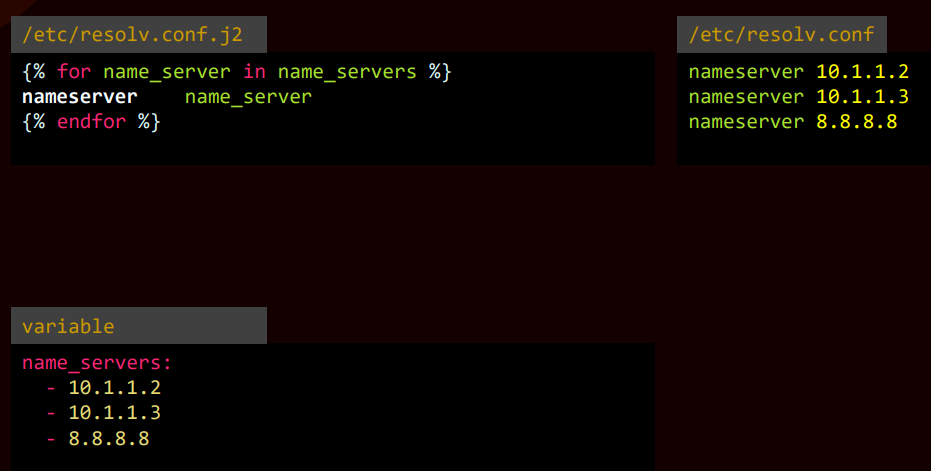 /etc/resolv.conf.j2
{% for name_server in name_servers %}
nameserver    name_server
{% endfor %}
/etc/resolv.conf
nameserver 10.1.1.2
nameserver 10.1.1.3
nameserver 8.8.8.8
variable
name_servers:
  - 10.1.1.2
  - 10.1.1.3
  - 8.8.8.8